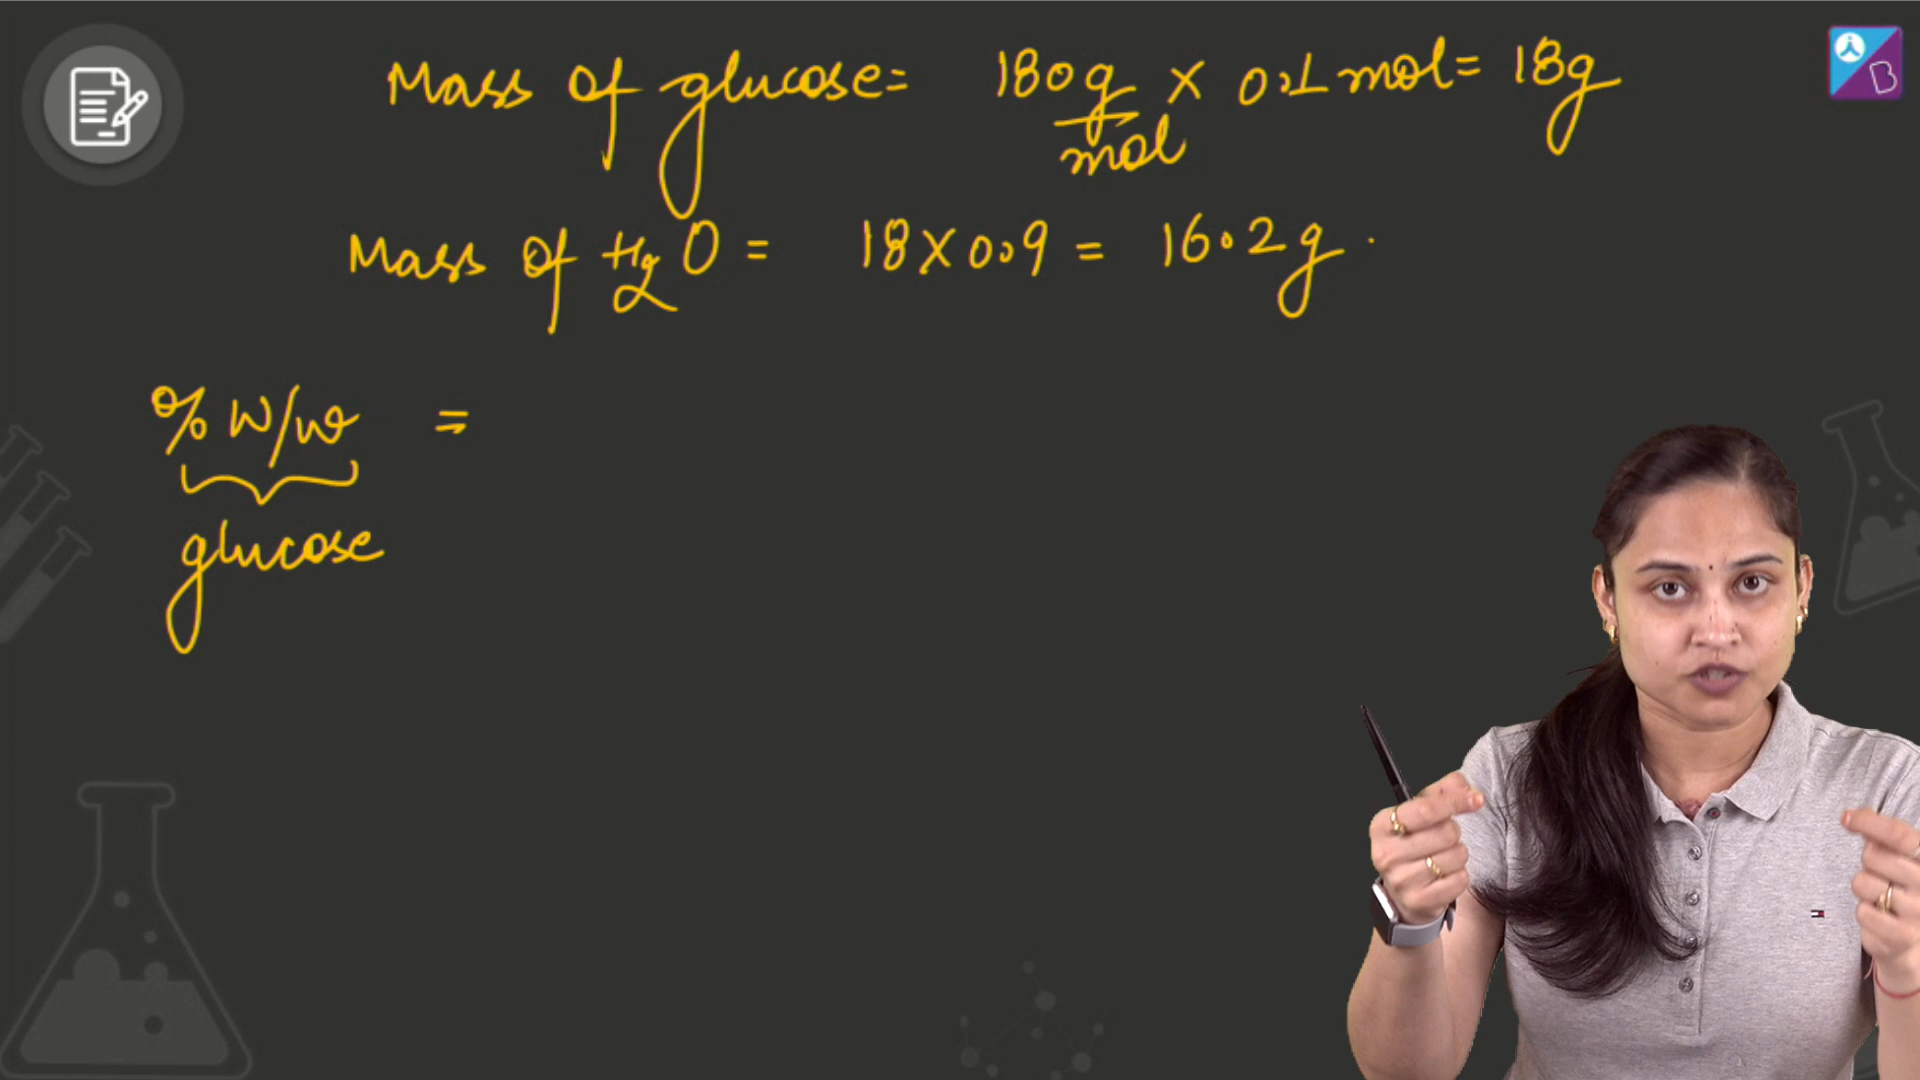 Mass of glucose = 180g/mol × 0.1 mol = 18g
Mass of H2O = 18 × 0.9 = 16.2g.
% W/W =
glucose
B